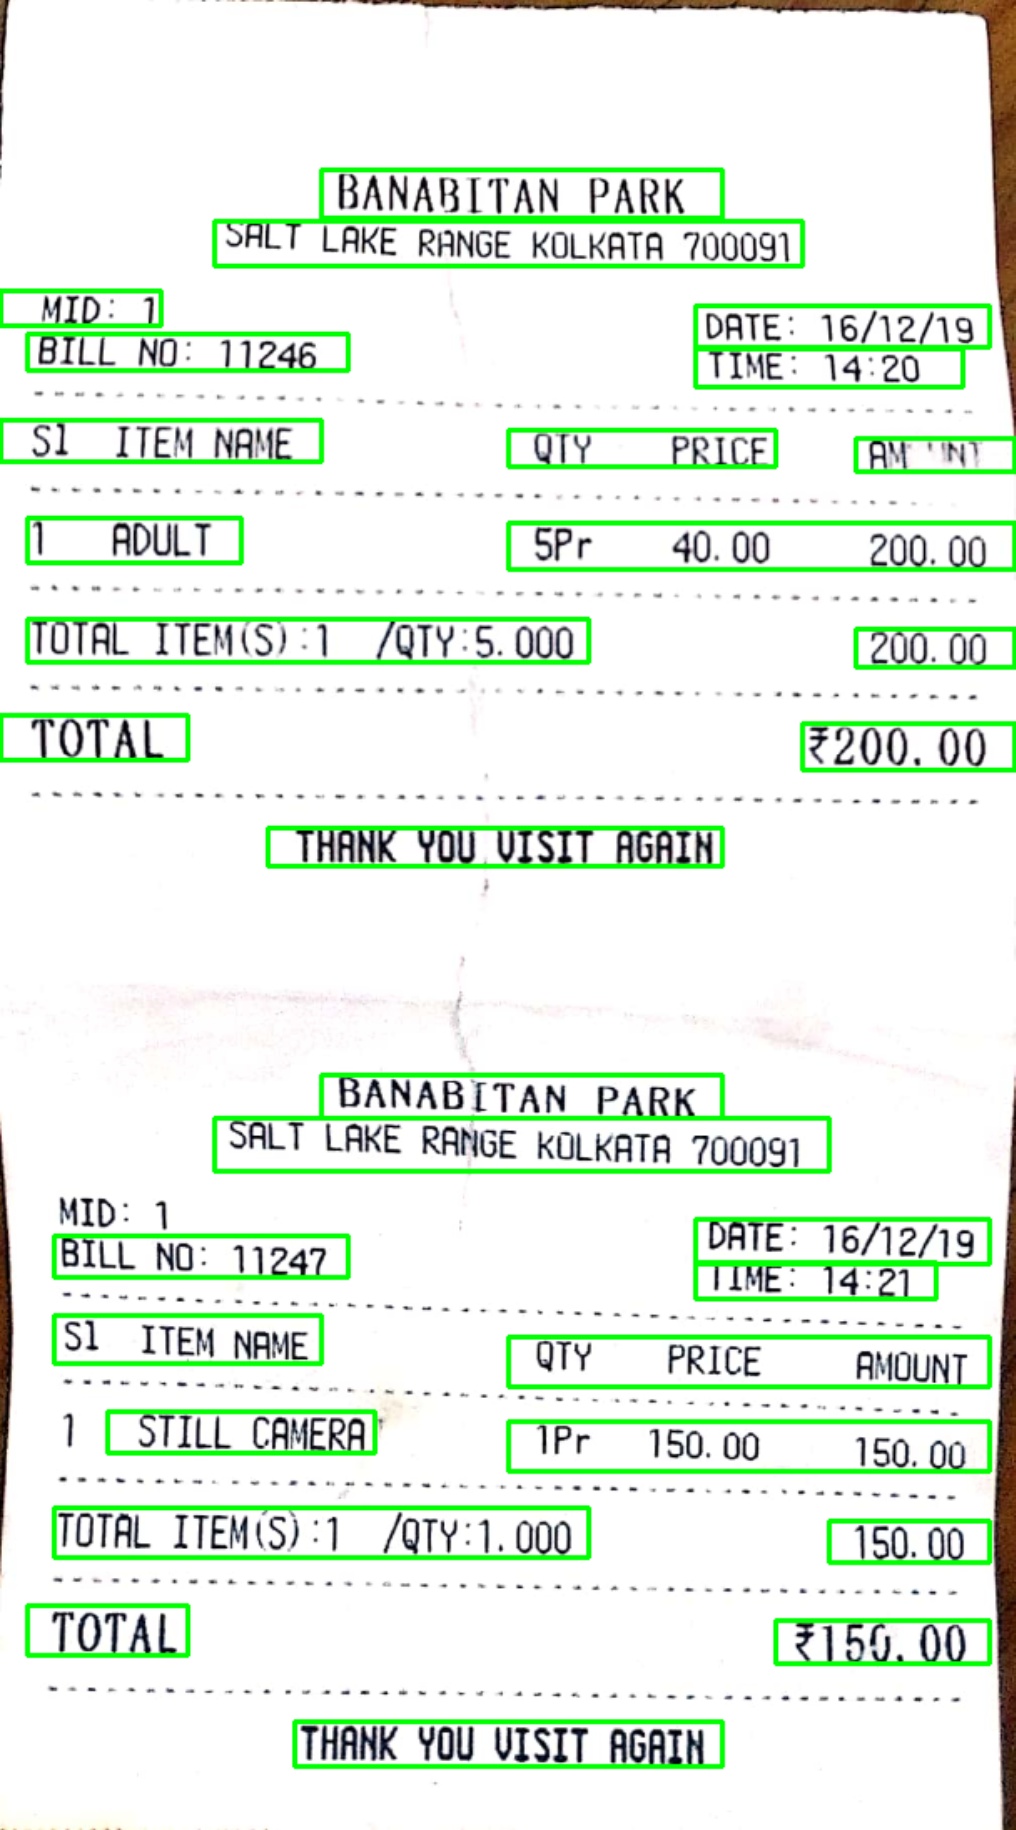 BANABITAN PARK
SALT LAKE RANGE KOLKATA 700091
MID: 1
DATE: 16/12/19
BILL NO: 11246
TIME: 14:20
Sl ITEM NAME QTY PRICE AM UNT
1 ADULT 5Pr 40.00 200.00
TOTAL ITEM(S):1 /QTY:5.000 200.00
TOTAL ₹200.00
THANK YOU VISIT AGAIN
BANABITAN PARK
SALT LAKE RANGE KOLKATA 700091
MID: 1
DATE: 16/12/19
BILL NO: 11247
TIME: 14:21
Sl ITEM NAME QTY PRICE AMOUNT
1 STILL CAMERA 1Pr 150.00 150.00
TOTAL ITEM(S):1 /QTY:1.000 150.00
TOTAL ₹150.00
THANK YOU VISIT AGAIN